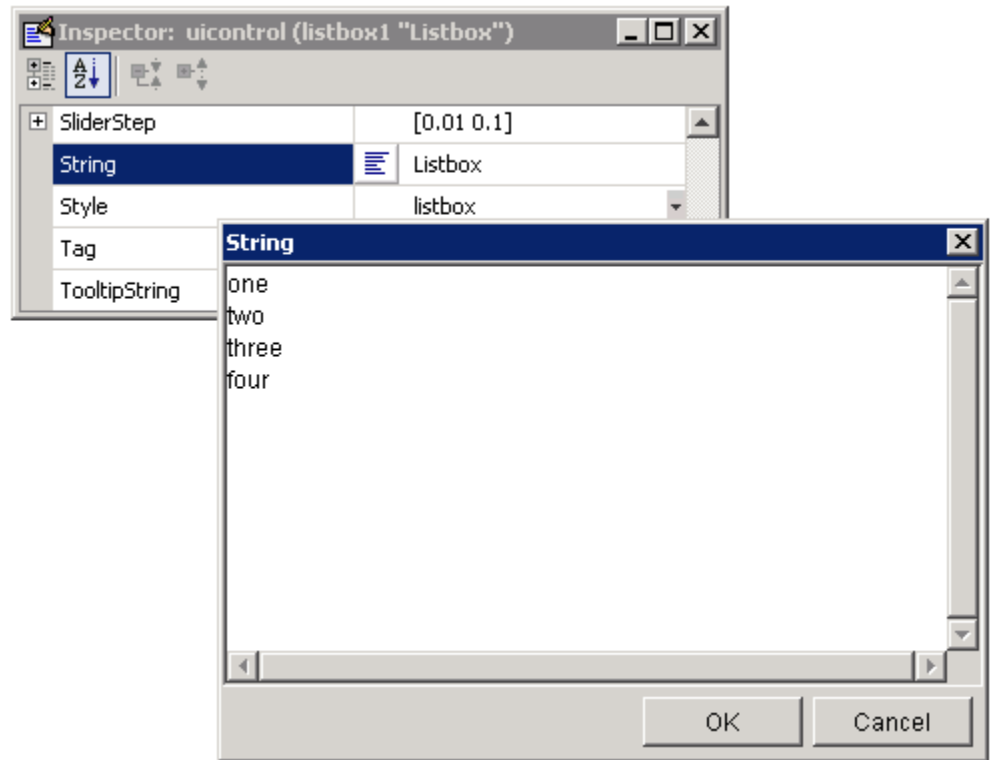 Inspector: uicontrol (listbox1 "Listbox")
SliderStep [0.01 0.1]
String Listbox
Style listbox
Tag
TooltipString
String
one
two
three
four
OK Cancel